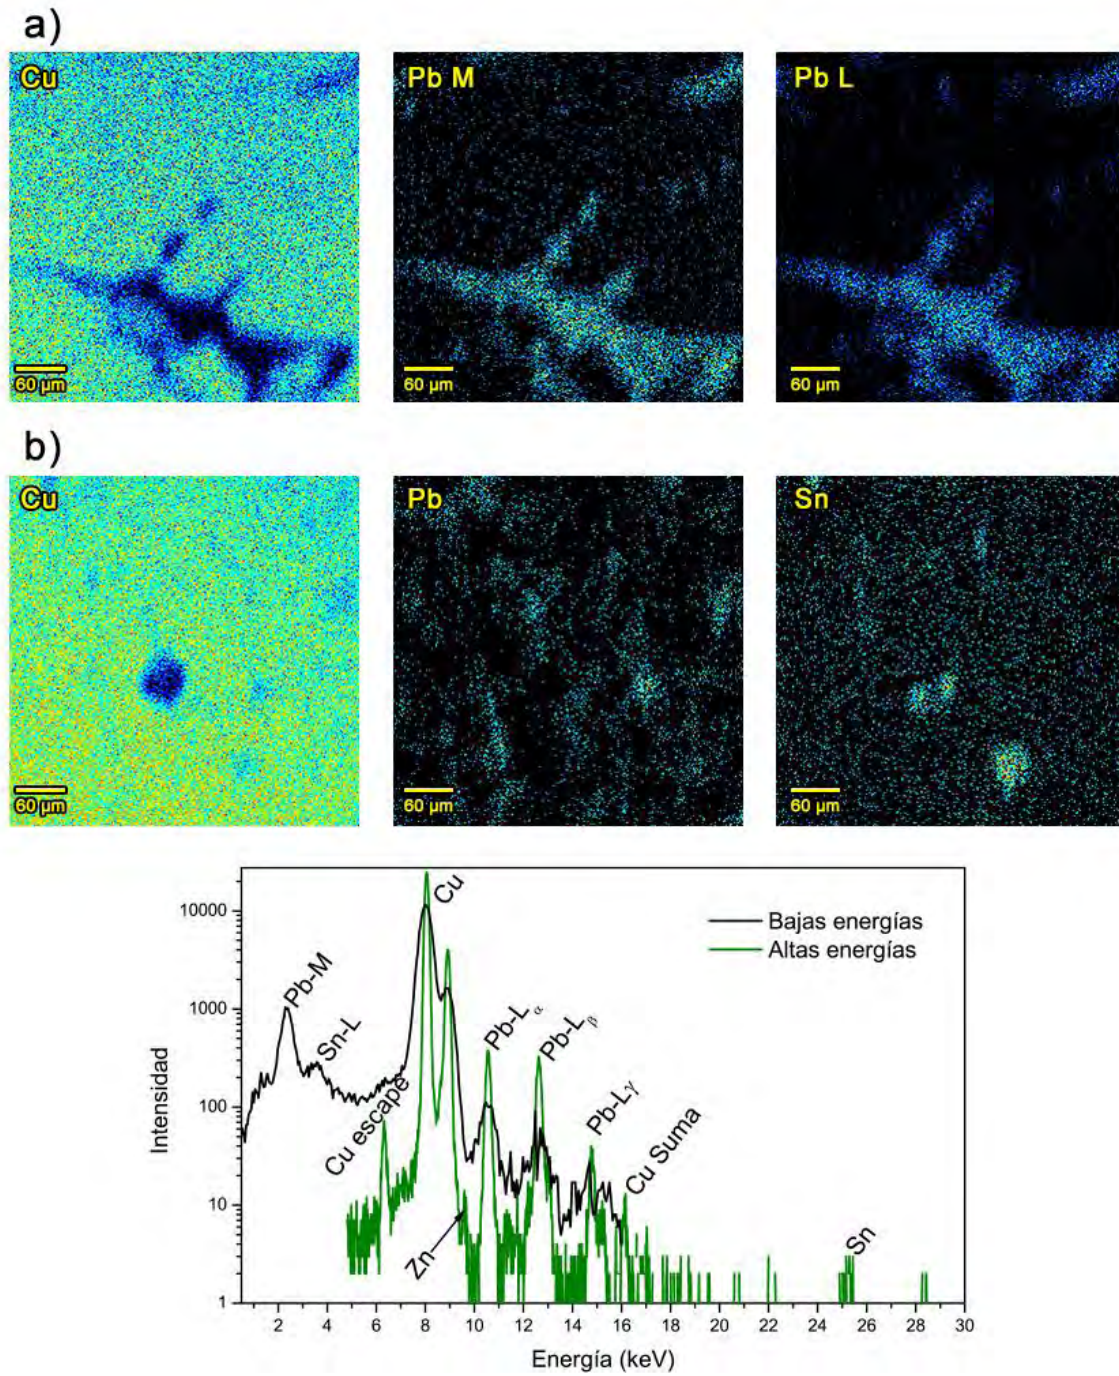 a)
Cu
Pb M
Pb L
60 µm
60 µm
60 µm
b)
Cu
Pb
Sn
60 µm
60 µm
60 µm
Intensidad
10000
1000
100
10
1
Pb-M
Sn-L
Cu escape
Cu
Zn
Pb-Lα
Pb-Lβ
Pb-Lγ
Cu Suma
Sn
Bajas energías
Altas energías
2 4 6 8 10 12 14 16 18 20 22 24 26 28 30
Energía (keV)